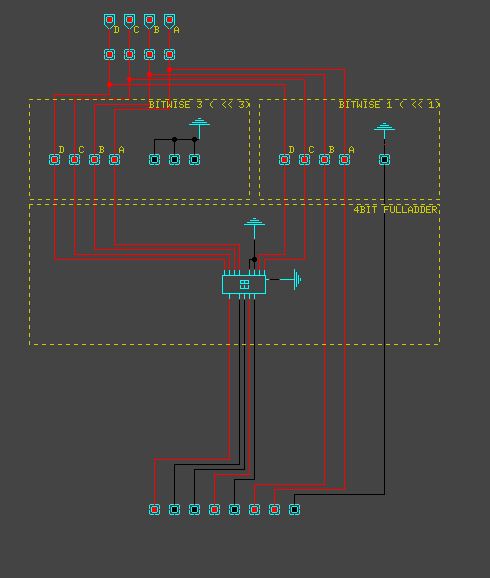 D C B A
BITWISE 3 ( << 3)
BITWISE 1 ( << 1)
D C B A
D C B A
4BIT FULLADDER